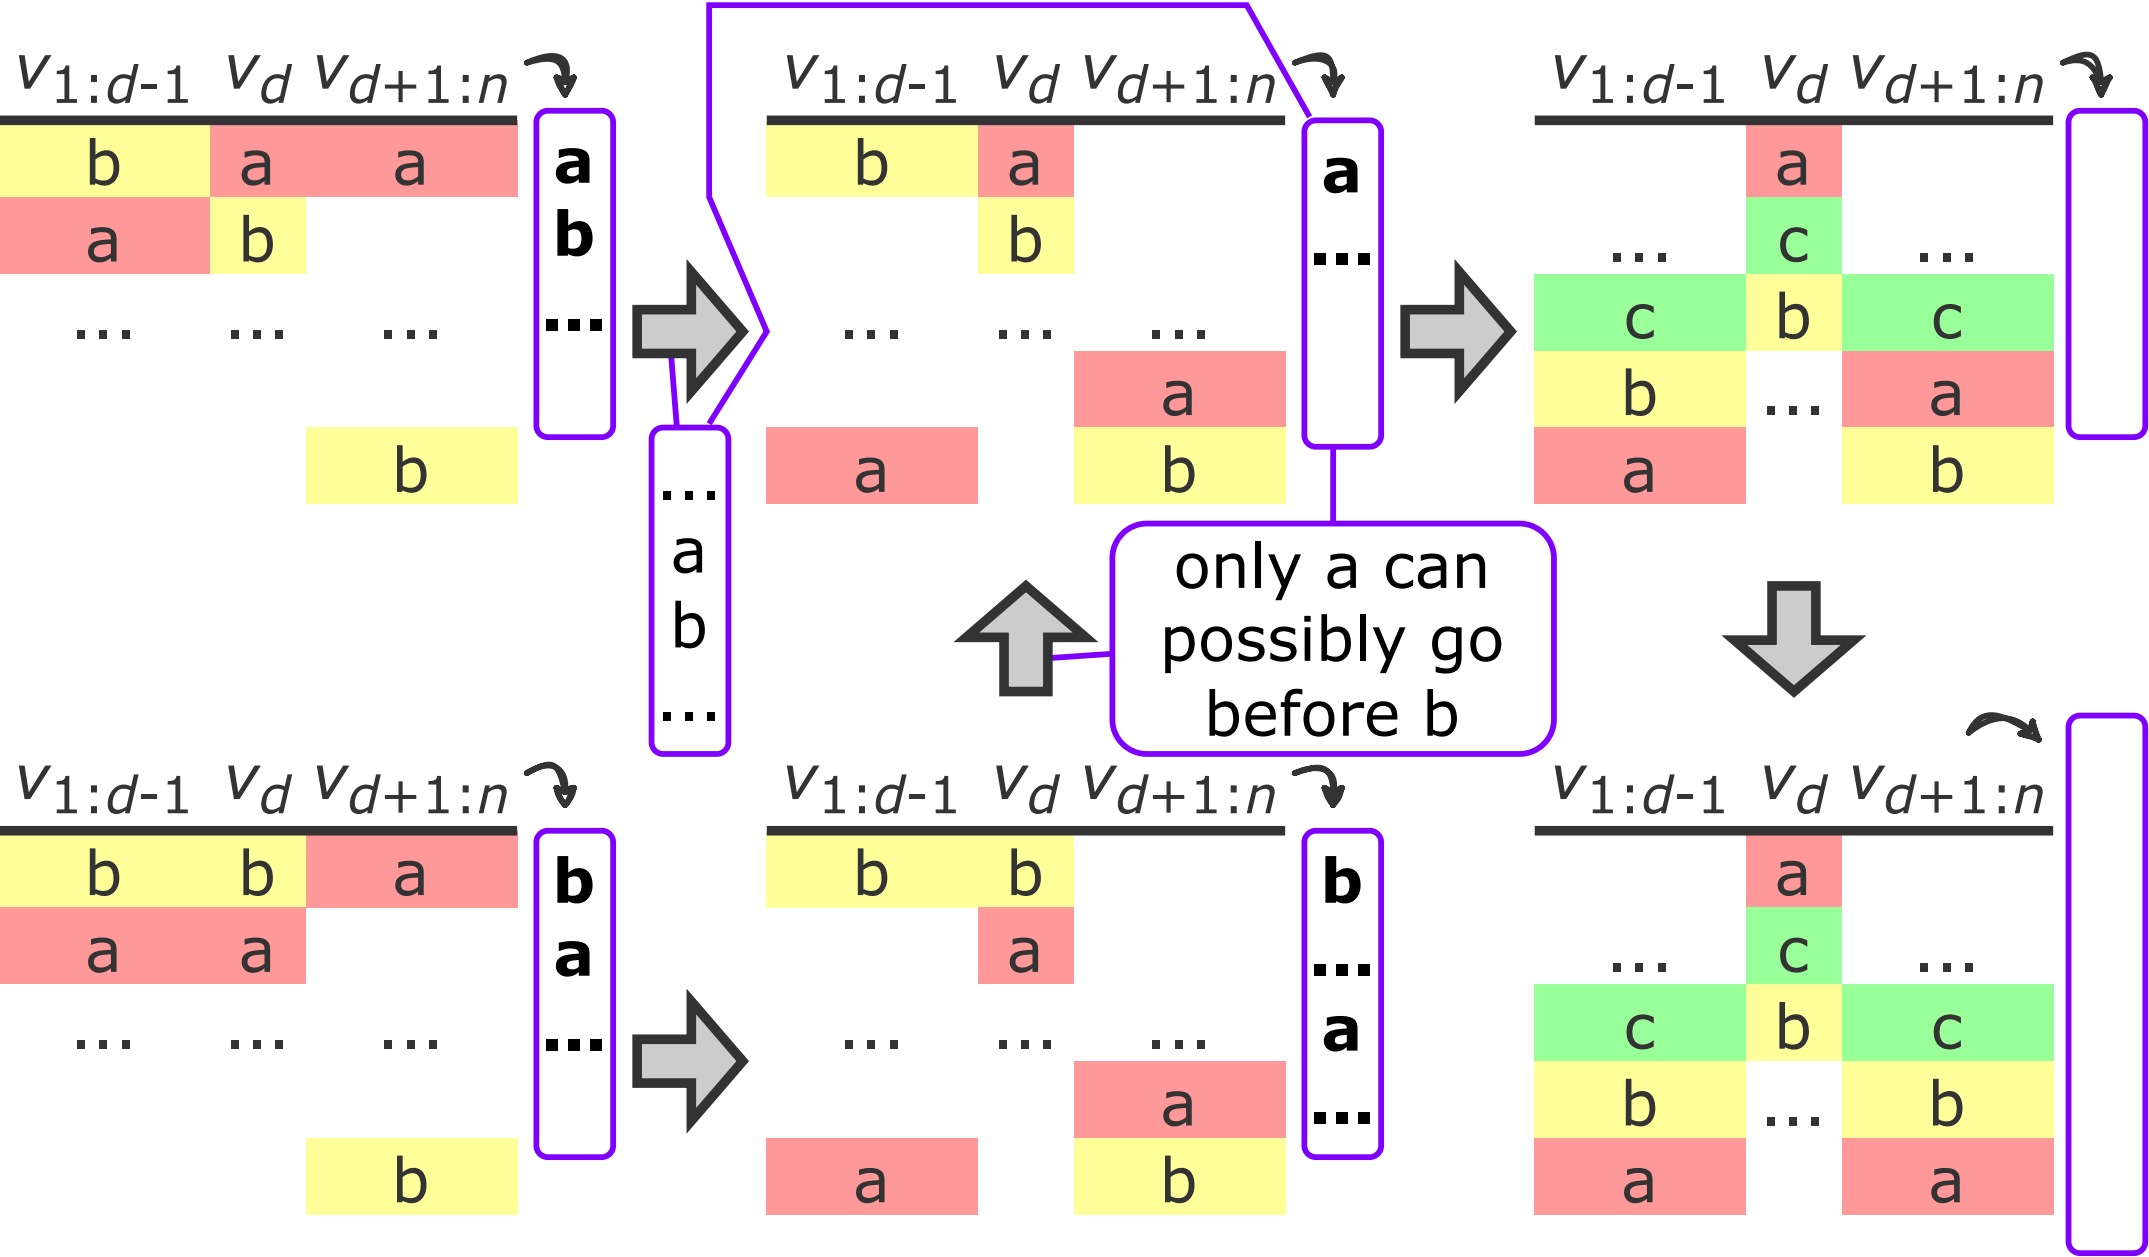 v1:d-1 vd vd+1:n
b a a a
a b b
... ... ... ...
b
v1:d-1 vd vd+1:n
b a a
b ...
... ... ...
a
a b
v1:d-1 vd vd+1:n
a
... c ...
c b c
b ... a
a b
...
a
b
...
only a can
possibly go
before b
v1:d-1 vd vd+1:n
b b a b
a a a
... ... ... ...
b
v1:d-1 vd vd+1:n
b b b
a ...
... ... ... a
a ...
a b
v1:d-1 vd vd+1:n
a
... c ...
c b c
b ... b
a a